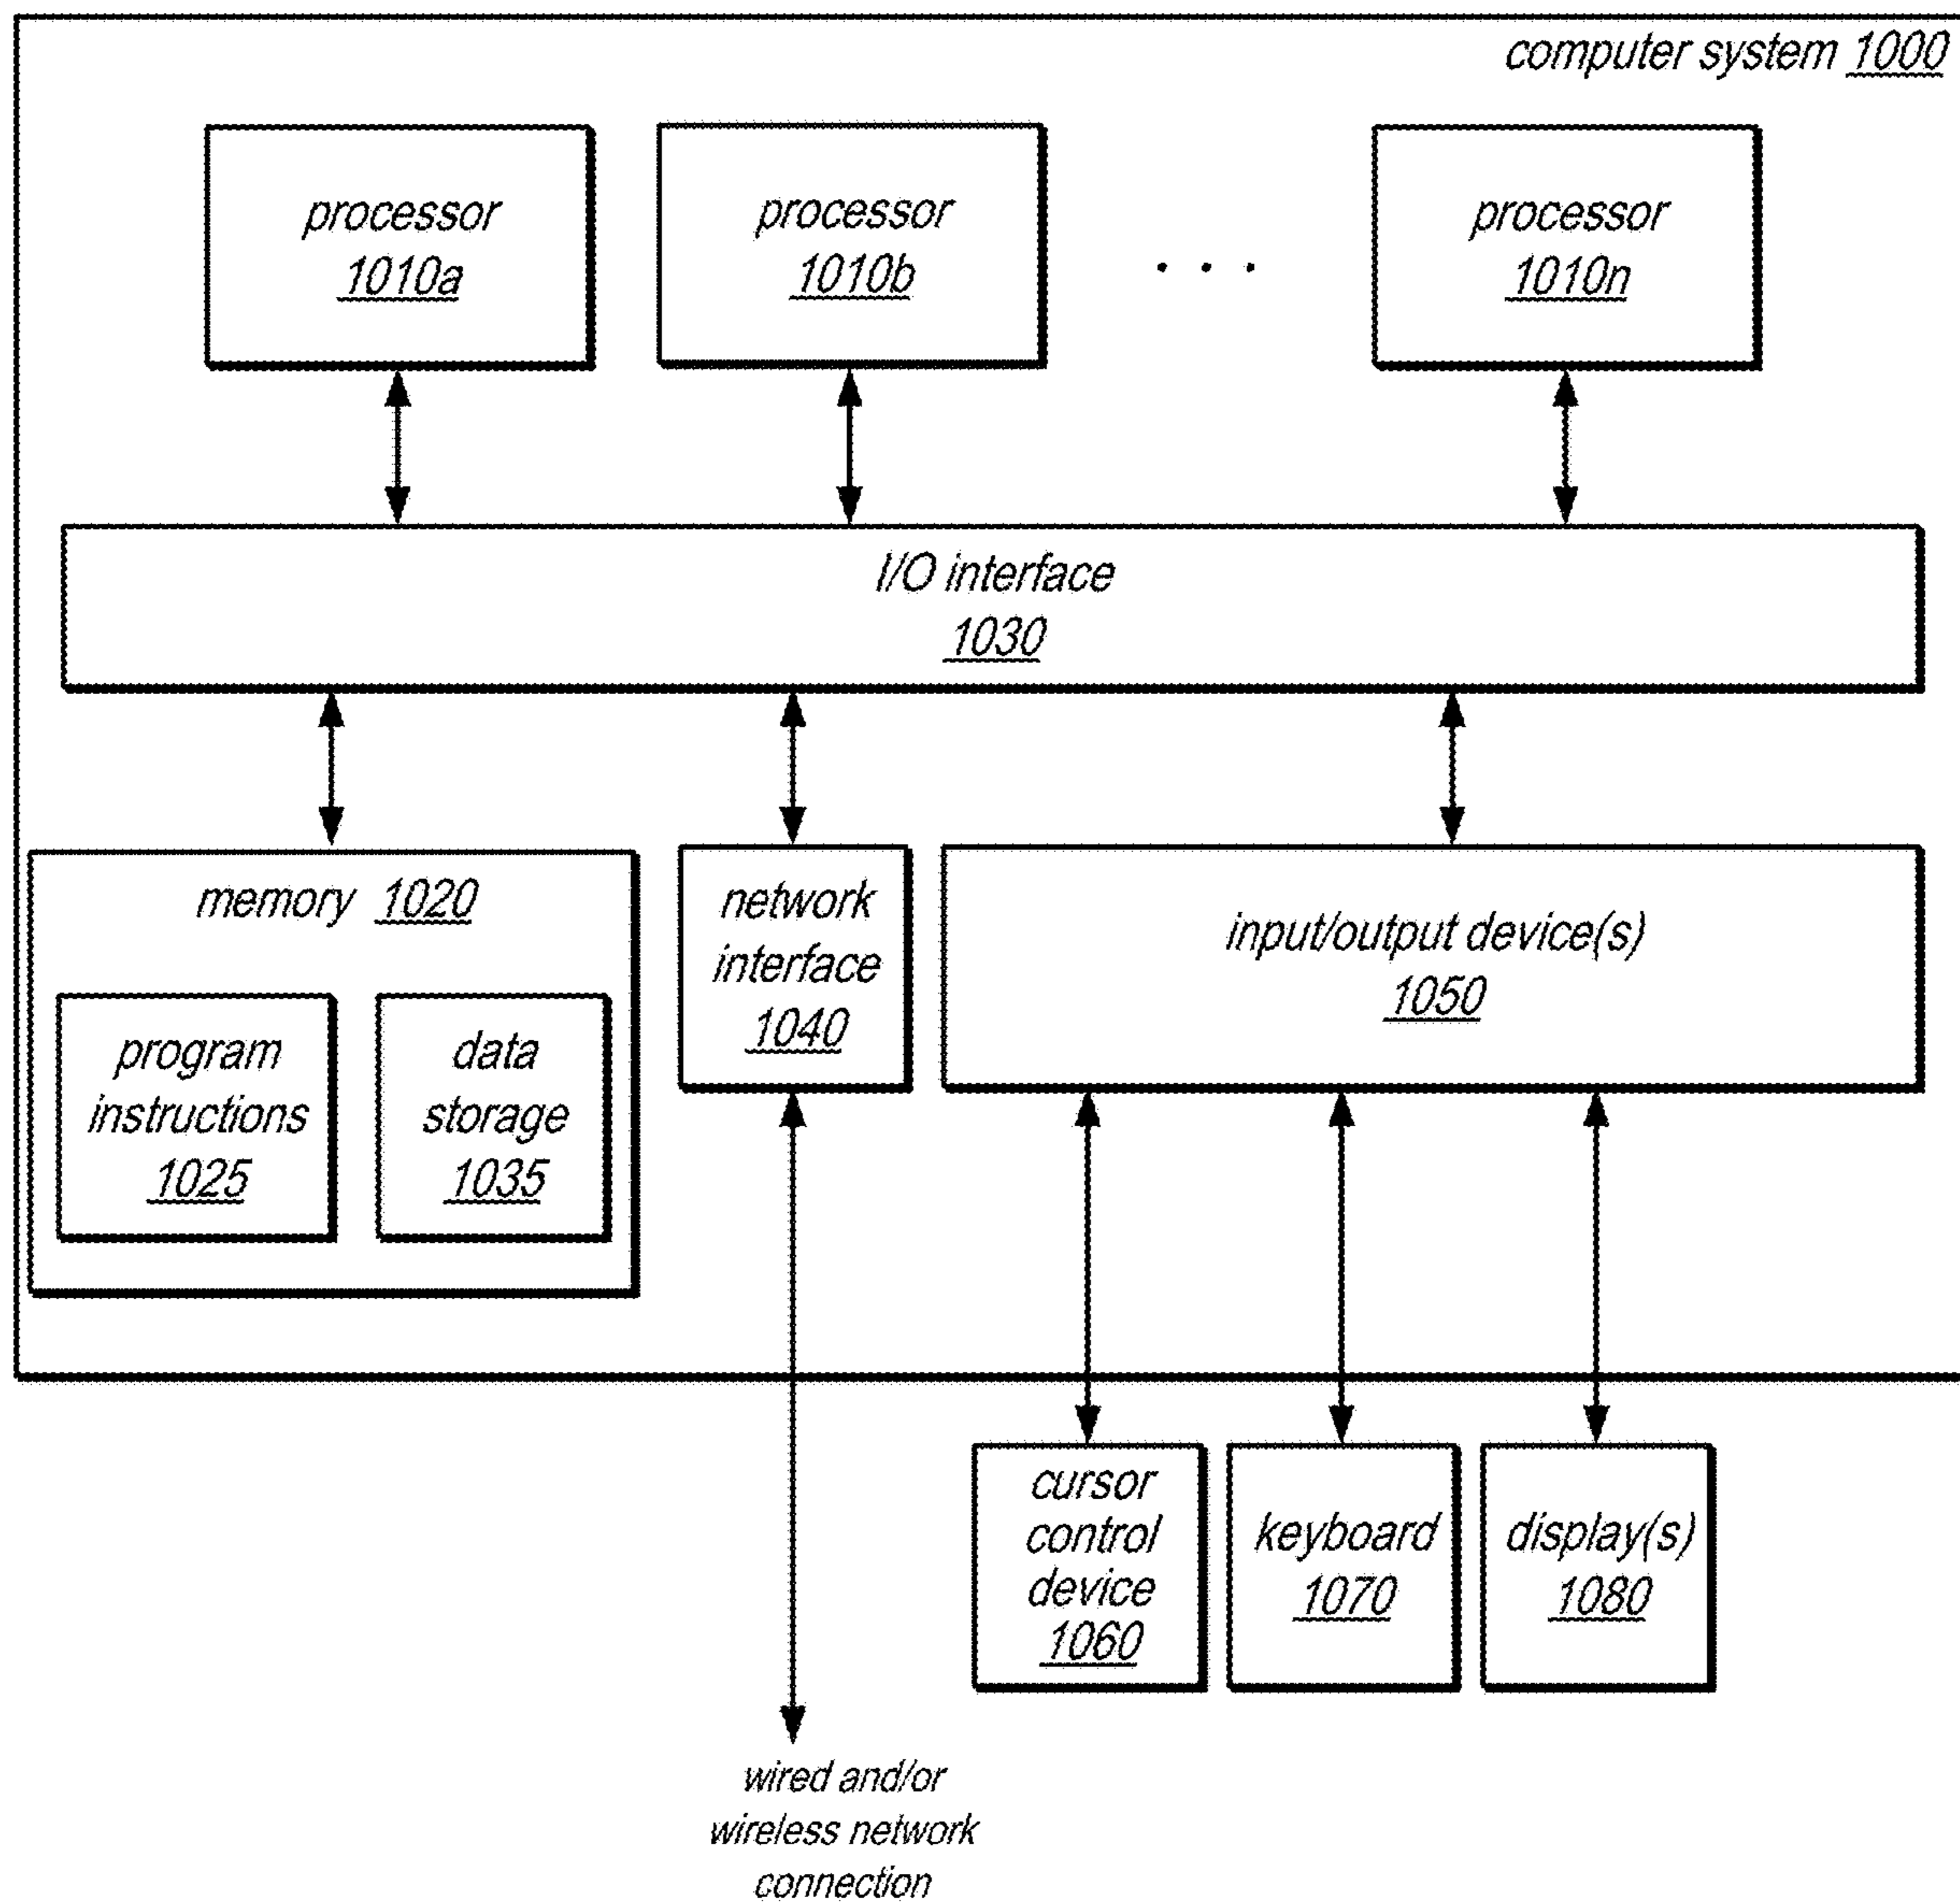 computer system 1000
processor
1010a
processor
1010b
. . .
processor
1010n
I/O interface
1030
memory 1020
program
instructions
1025
data
storage
1035
network
interface
1040
input/output device(s)
1050
cursor
control
device
1060
keyboard
1070
display(s)
1080
wired and/or
wireless network
connection